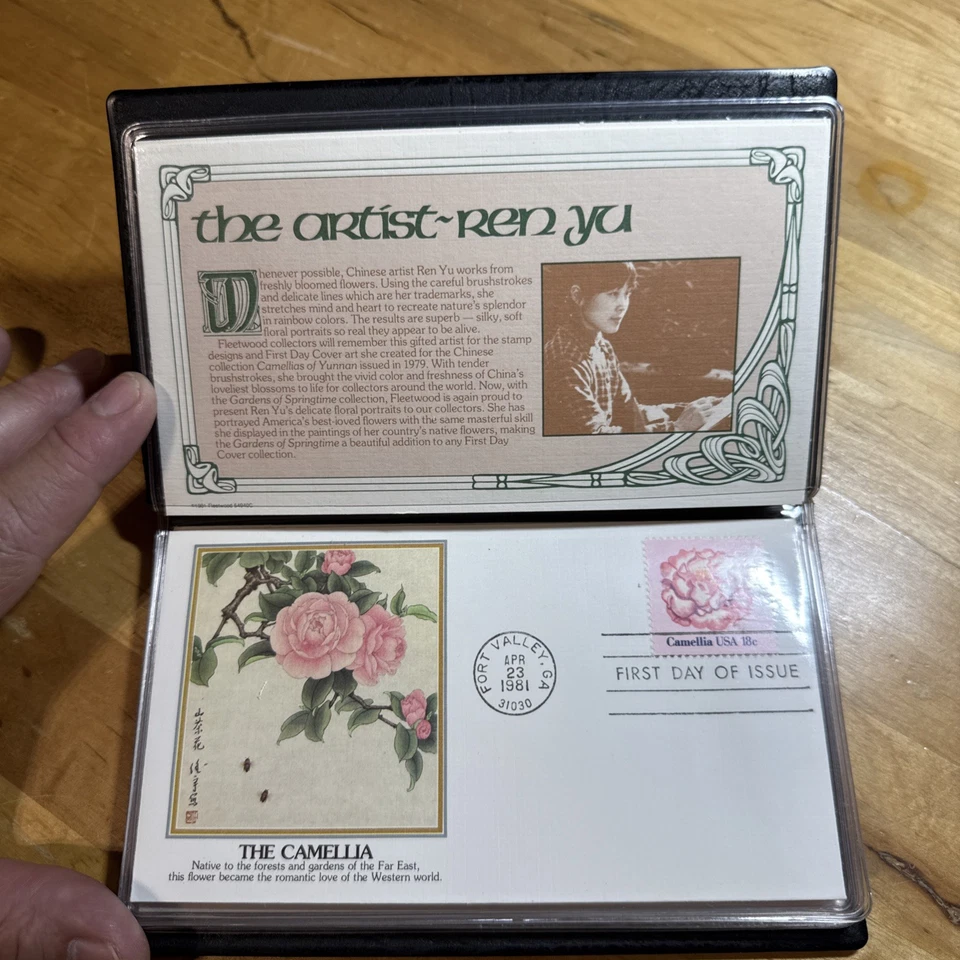 the artist~ren yu
Whenever possible, Chinese artist Ren Yu works from
freshly bloomed flowers. Using the careful brushstrokes
and delicate lines which are her trademarks, she
stretches mind and heart to recreate nature's splendor
in rainbow colors. The results are superb — silky, soft
floral portraits so real they appear to be alive.
Fleetwood collectors will remember this gifted artist for the stamp
designs and First Day Cover art she created for the Chinese
collection Camellias of Yunnan issued in 1979. With tender
brushstrokes, she brought the vivid color and freshness of China's
loveliest blossoms to life for collectors around the world. Now, with
the Gardens of Springtime collection, Fleetwood is again proud to
present Ren Yu's delicate floral portraits to our collectors. She has
portrayed America's best-loved flowers with the same masterful skill
she displayed in the paintings of her country's native flowers, making
the Gardens of Springtime a beautiful addition to any First Day
Cover collection.
©1981 Fleetwood
Camellia USA 18c
FORT VALLEY, GA
APR
23
1981
31030
FIRST DAY OF ISSUE
山茶花
THE CAMELLIA
Native to the forests and gardens of the Far East,
this flower became the romantic love of the Western world.